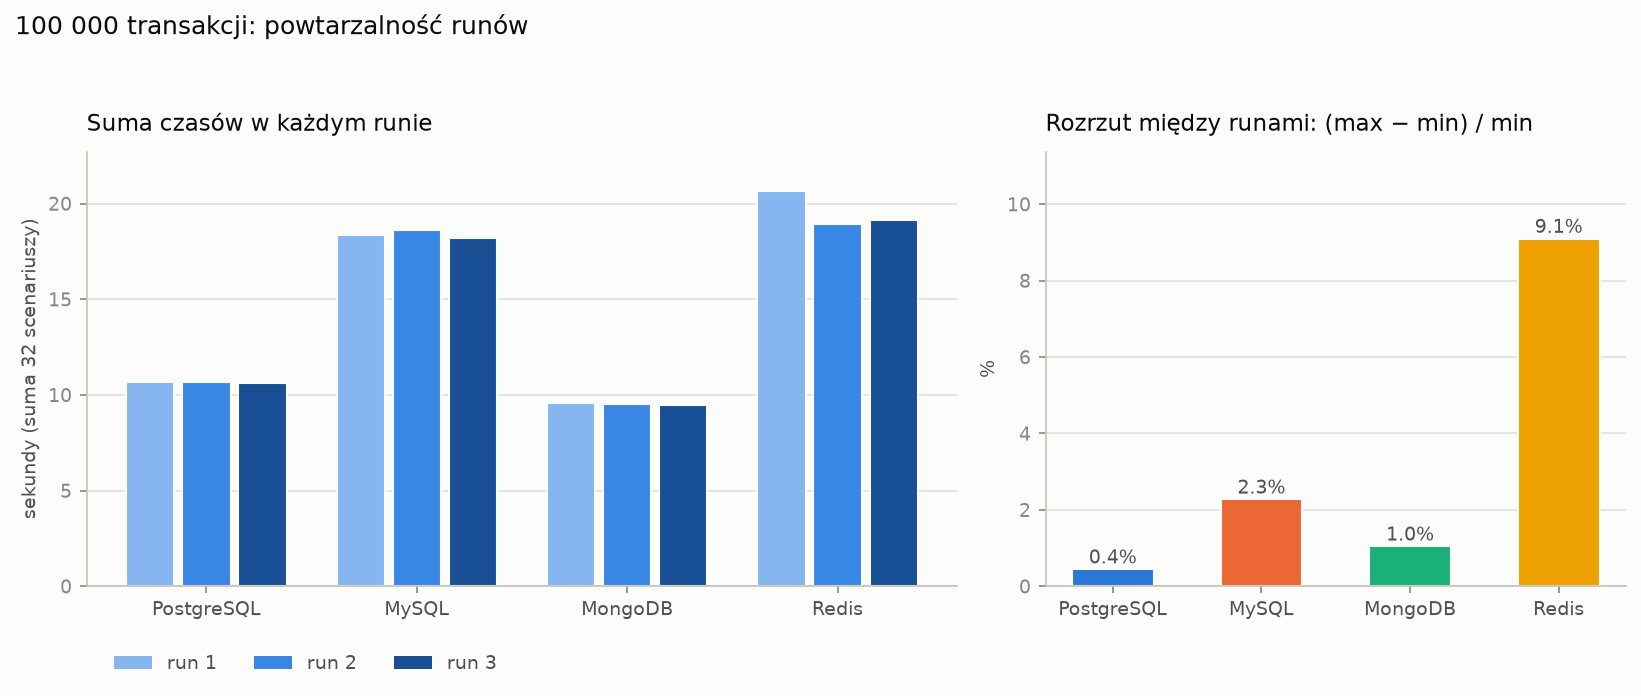 100 000 transakcji: powtarzalność runów
Suma czasów w każdym runie
sekundy (suma 32 scenariuszy)
20
15
10
5
0
PostgreSQL
MySQL
MongoDB
Redis
run 1
run 2
run 3
Rozrzut między runami: (max − min) / min
%
10
8
6
4
2
0
0.4%
2.3%
1.0%
9.1%
PostgreSQL
MySQL
MongoDB
Redis